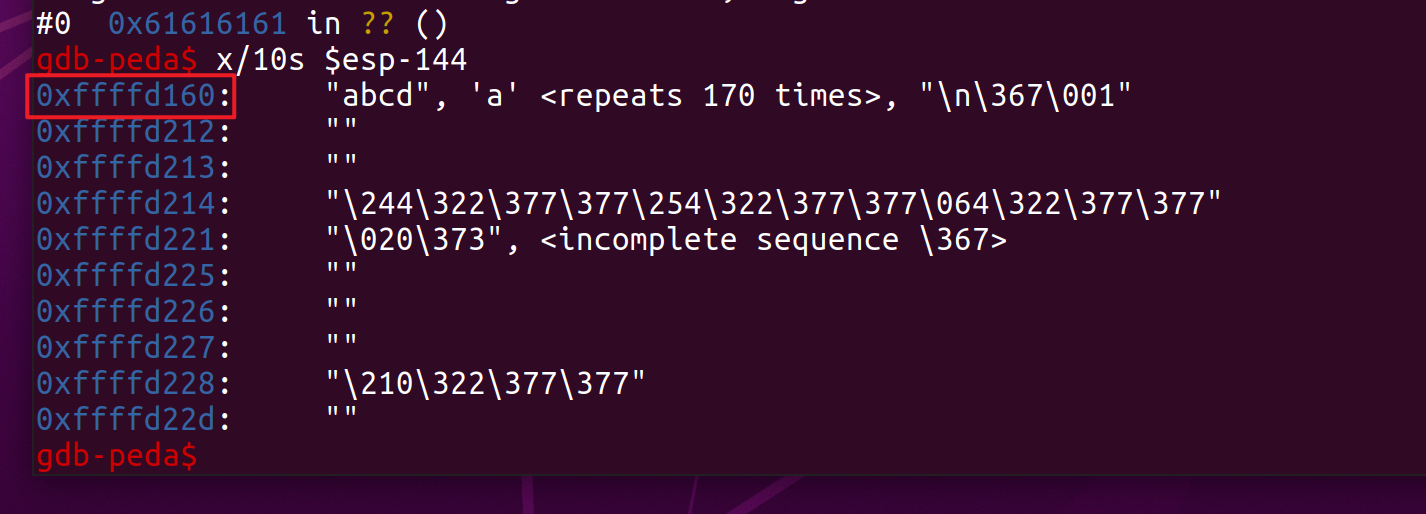 #0  0x61616161 in ?? ()
gdb-peda$ x/10s $esp-144
0xffffd160:	"abcd", 'a' <repeats 170 times>, "\n\367\001"
0xffffd212:	""
0xffffd213:	""
0xffffd214:	"\244\322\377\377\254\322\377\377\064\322\377\377"
0xffffd221:	"\020\373", <incomplete sequence \367>
0xffffd225:	""
0xffffd226:	""
0xffffd227:	""
0xffffd228:	"\210\322\377\377"
0xffffd22d:	""
gdb-peda$